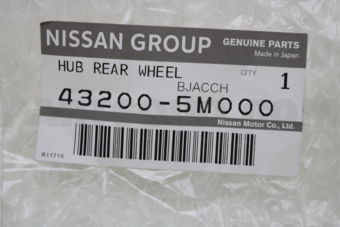 NISSAN GROUP GENUINE PARTS
Made in Japan
HUB REAR WHEEL Q'TY 1
BJACCH
43200-5M000
Nissan Motor Co., Ltd.
B11719